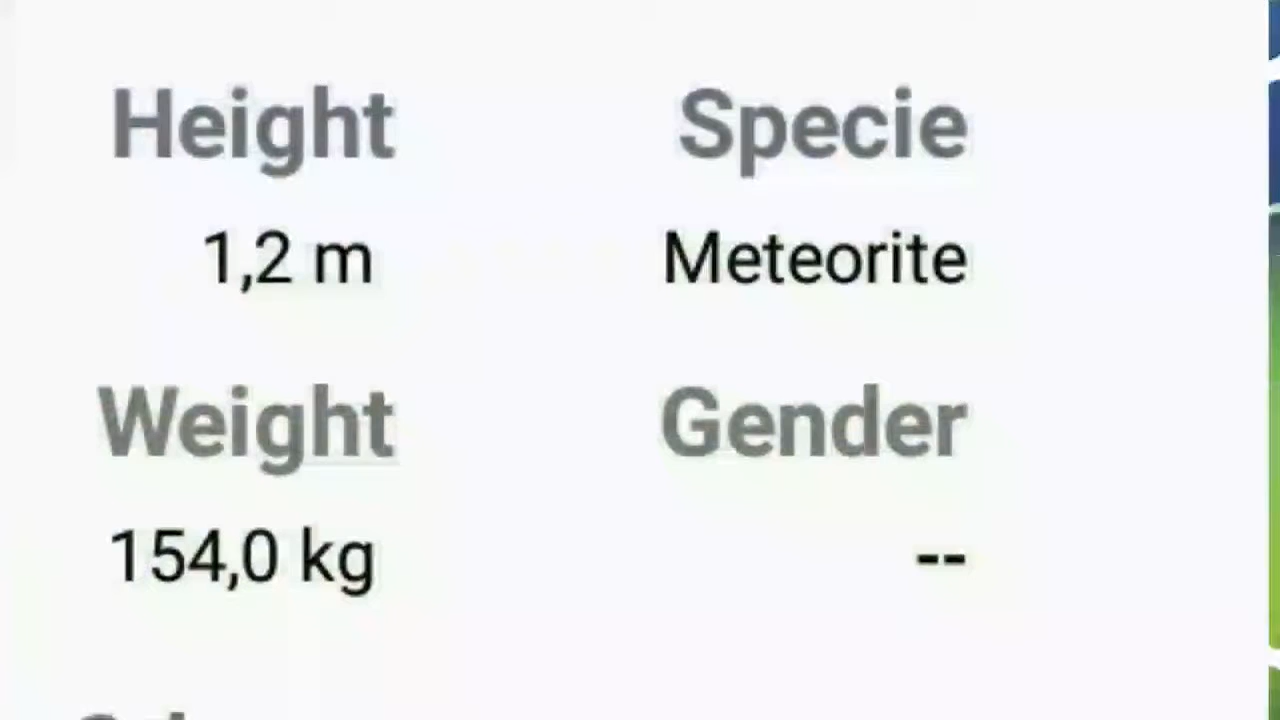 Height Specie
1,2 m Meteorite
Weight Gender
154,0 kg --